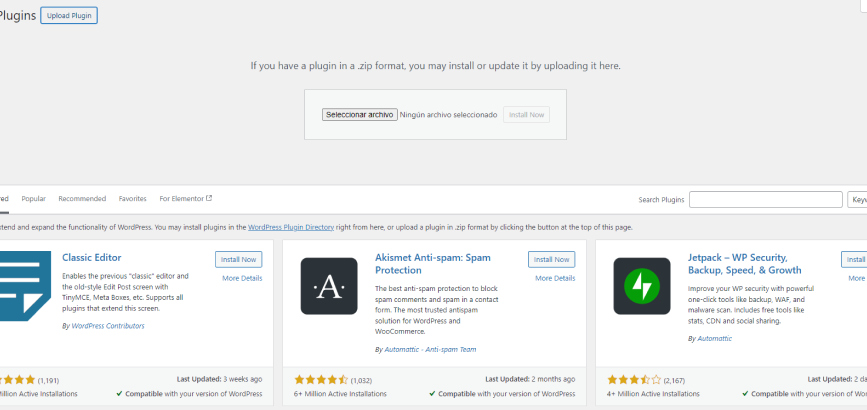 Plugins Upload Plugin
If you have a plugin in a .zip format, you may install or update it by uploading it here.
Seleccionar archivo Ningún archivo seleccionado Install Now
Popular Recommended Favorites For Elementor Search Plugins
extend and expand the functionality of WordPress. You may install plugins in the WordPress Plugin Directory right from here, or upload a plugin in .zip format by clicking the button at the top of this page.
Classic Editor
Install Now
More Details
Enables the previous "classic" editor and
the old-style Edit Post screen with
TinyMCE, Meta Boxes, etc. Supports all
plugins that extend this screen.
By WordPress Contributors
(1,191)
Last Updated: 3 weeks ago
Million Active Installations
Compatible with your version of WordPress
Akismet Anti-spam: Spam
Protection
Install Now
More Details
The best anti-spam protection to block
spam comments and spam in a contact
form. The most trusted antispam
solution for WordPress and
WooCommerce.
By Automattic - Anti-spam Team
(1,032)
Last Updated: 2 months ago
6+ Million Active Installations
Compatible with your version of WordPress
Jetpack – WP Security,
Backup, Speed, & Growth
Install
More
Improve your WP security with powerful
one-click tools like backup, WAF, and
malware scan. Includes free tools like
stats, CDN and social sharing.
By Automattic
(2,167)
Last Updated: 2
4+ Million Active Installations
Compatible with your version of